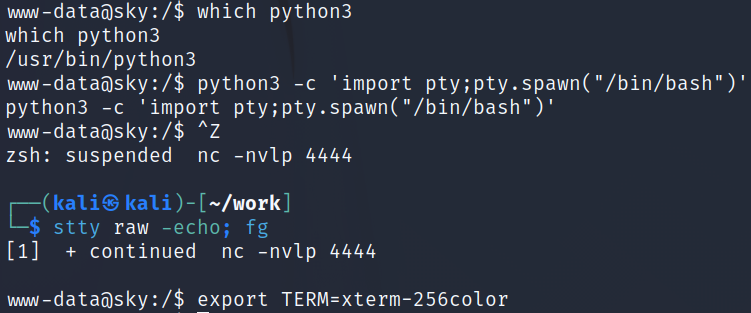 www-data@sky:/$ which python3
which python3
/usr/bin/python3
www-data@sky:/$ python3 -c 'import pty;pty.spawn("/bin/bash")'
python3 -c 'import pty;pty.spawn("/bin/bash")'
www-data@sky:/$ ^Z
zsh: suspended  nc -nvlp 4444
┌──(kali㉿kali)-[~/work]
└─$ stty raw -echo; fg
[1]  + continued  nc -nvlp 4444
www-data@sky:/$ export TERM=xterm-256color